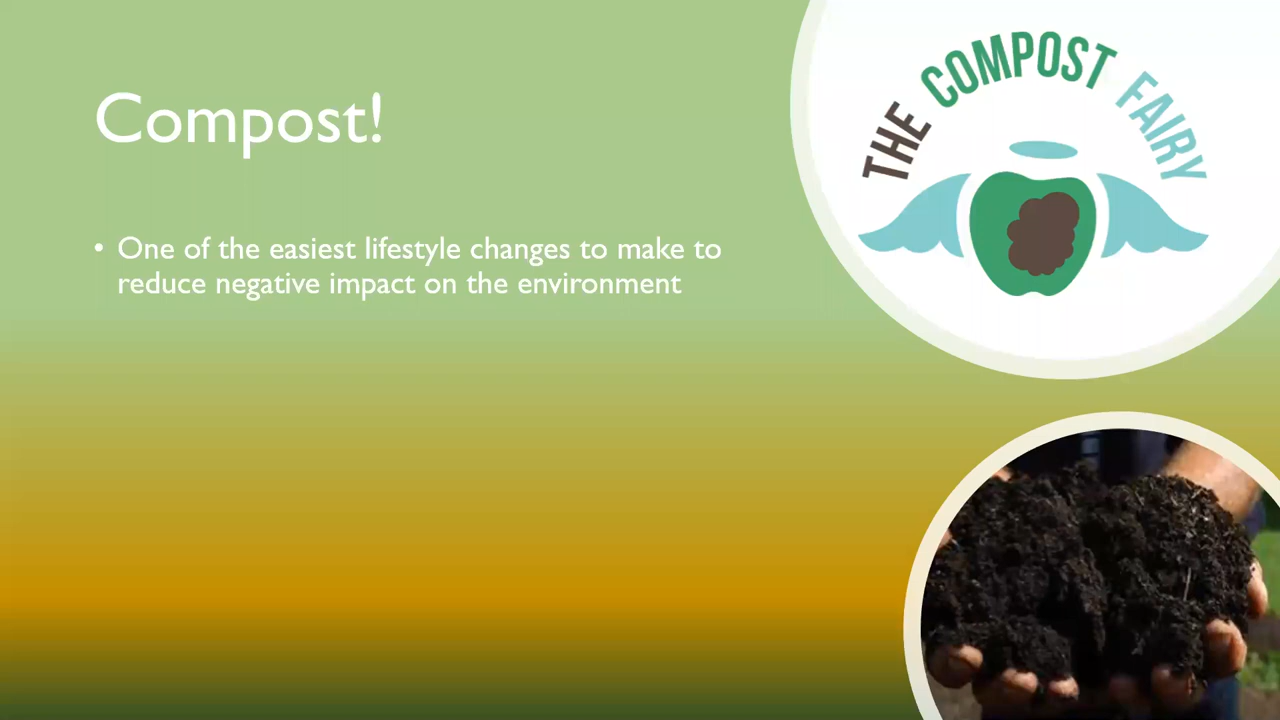 Compost!
• One of the easiest lifestyle changes to make to
reduce negative impact on the environment
THE COMPOST FAIRY